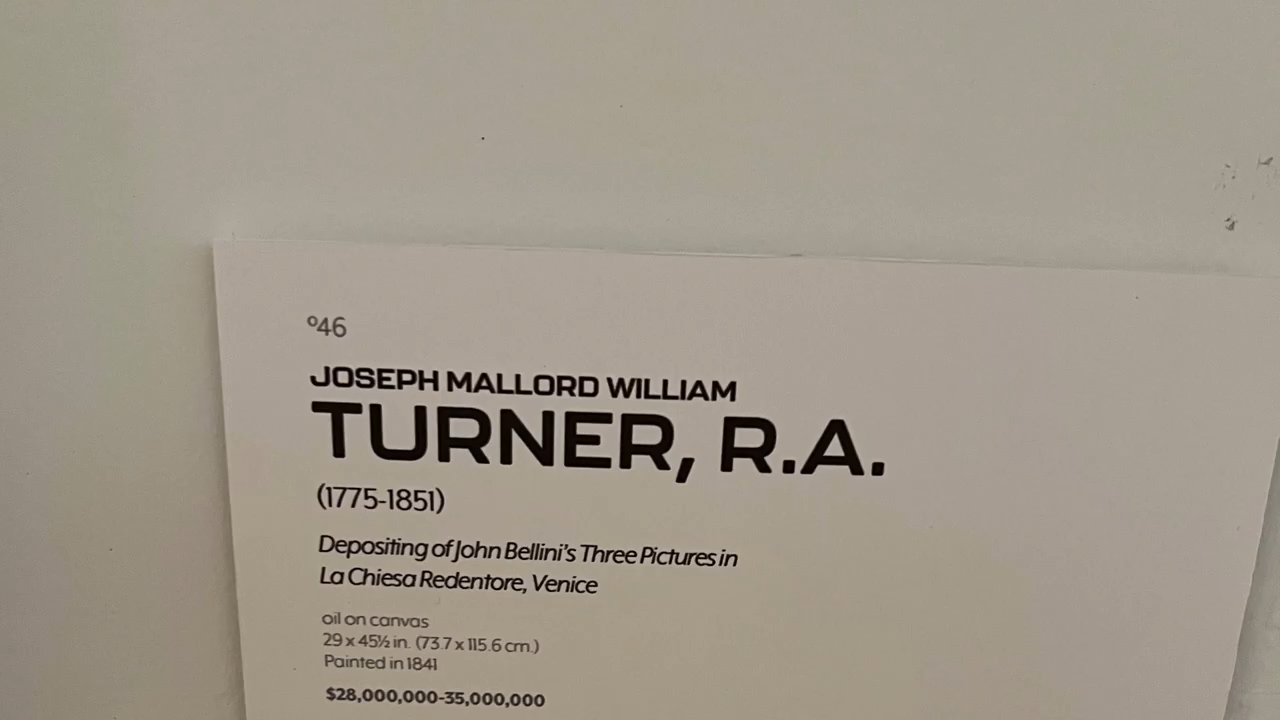 º46
JOSEPH MALLORD WILLIAM
TURNER, R.A.
(1775-1851)
Depositing of John Bellini's Three Pictures in
La Chiesa Redentore, Venice
oil on canvas
29 x 45½ in. (73.7 x 115.6 cm.)
Painted in 1841
$28,000,000-35,000,000